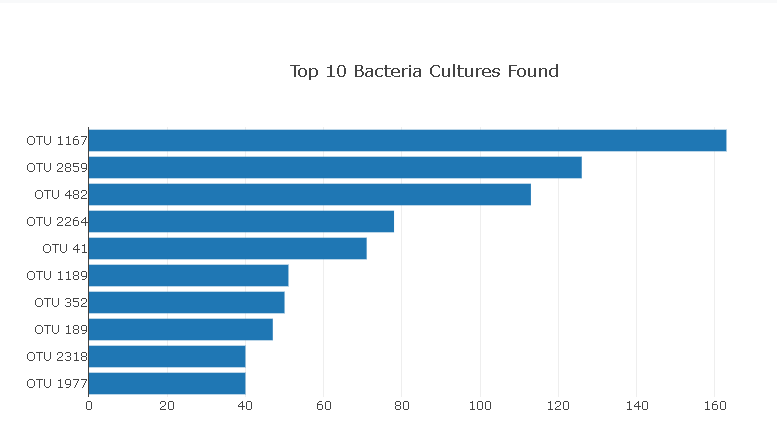 Top 10 Bacteria Cultures Found
OTU 1167
OTU 2859
OTU 482
OTU 2264
OTU 41
OTU 1189
OTU 352
OTU 189
OTU 2318
OTU 1977
0 20 40 60 80 100 120 140 160